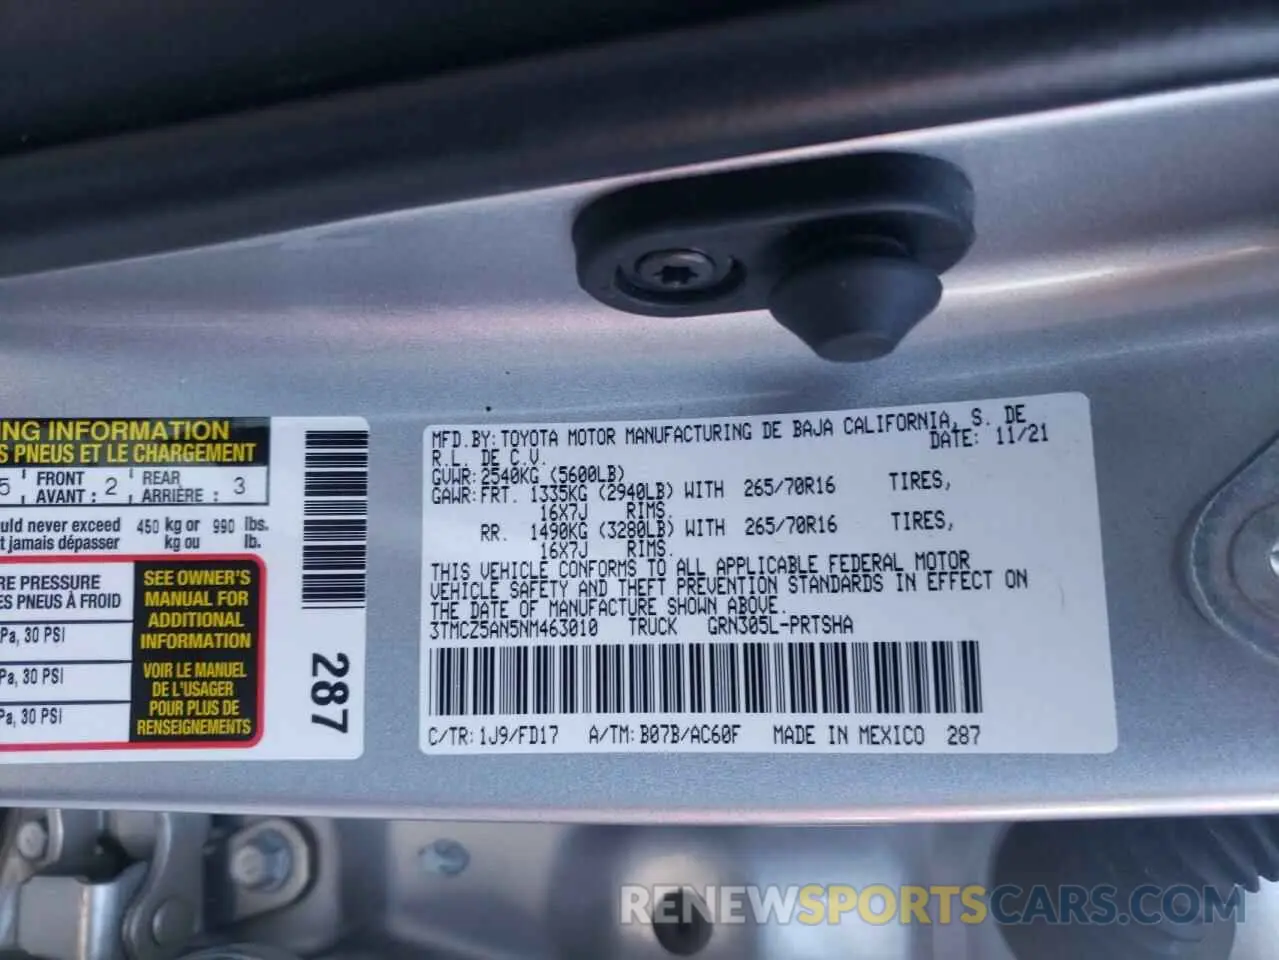 ING INFORMATION
S PNEUS ET LE CHARGEMENT
5 FRONT AVANT : 2 REAR ARRIÈRE : 3
uld never exceed 450 kg or 990 lbs.
t jamais dépasser kg ou lb.
RE PRESSURE
ES PNEUS À FROID
Pa, 30 PSI
Pa, 30 PSI
Pa, 30 PSI
SEE OWNER'S
MANUAL FOR
ADDITIONAL
INFORMATION
VOIR LE MANUEL
DE L'USAGER
POUR PLUS DE
RENSEIGNEMENTS
287
MFD.BY:TOYOTA MOTOR MANUFACTURING DE BAJA CALIFORNIA, S. DE
R.L. DE C.V. DATE: 11/21
GVWR:2540KG (5600LB)
GAWR:FRT. 1335KG (2940LB) WITH 265/70R16 TIRES,
16X7J RIMS.
RR. 1490KG (3280LB) WITH 265/70R16 TIRES,
16X7J RIMS.
THIS VEHICLE CONFORMS TO ALL APPLICABLE FEDERAL MOTOR
VEHICLE SAFETY AND THEFT PREVENTION STANDARDS IN EFFECT ON
THE DATE OF MANUFACTURE SHOWN ABOVE.
3TMCZ5AN5NM463010 TRUCK GRN305L-PRTSHA
C/TR:1J9/FD17 A/TM:B07B/AC60F MADE IN MEXICO 287
RENEWSPORTSCARS.COM